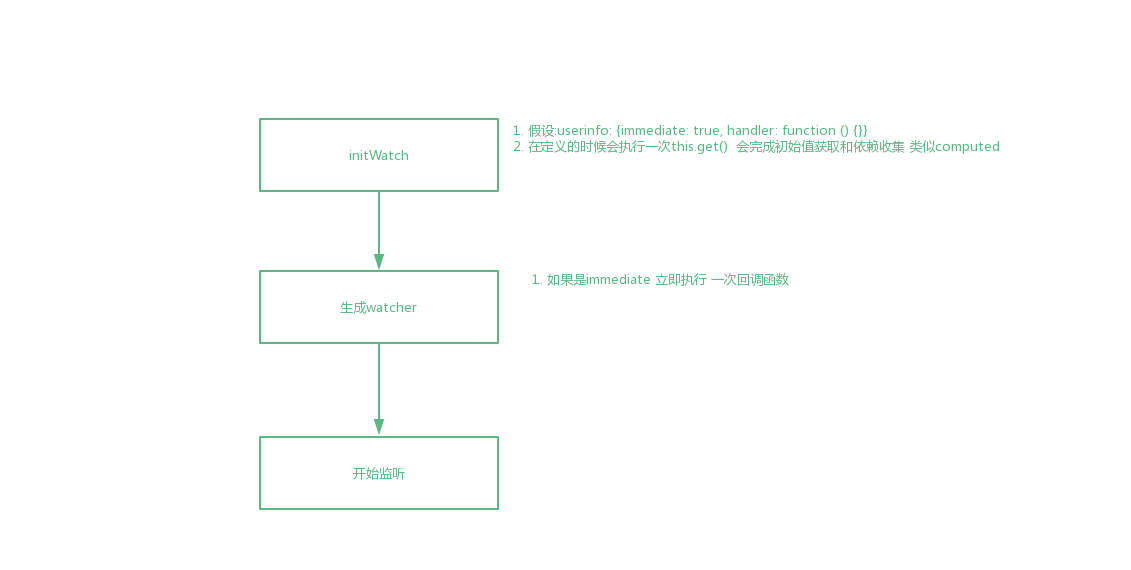 1. 假设:userinfo: {immediate: true, handler: function () {}}
2. 在定义的时候会执行一次this.get()  会完成初始值获取和依赖收集 类似computed
initWatch
1. 如果是immediate 立即执行 一次回调函数
生成watcher
开始监听